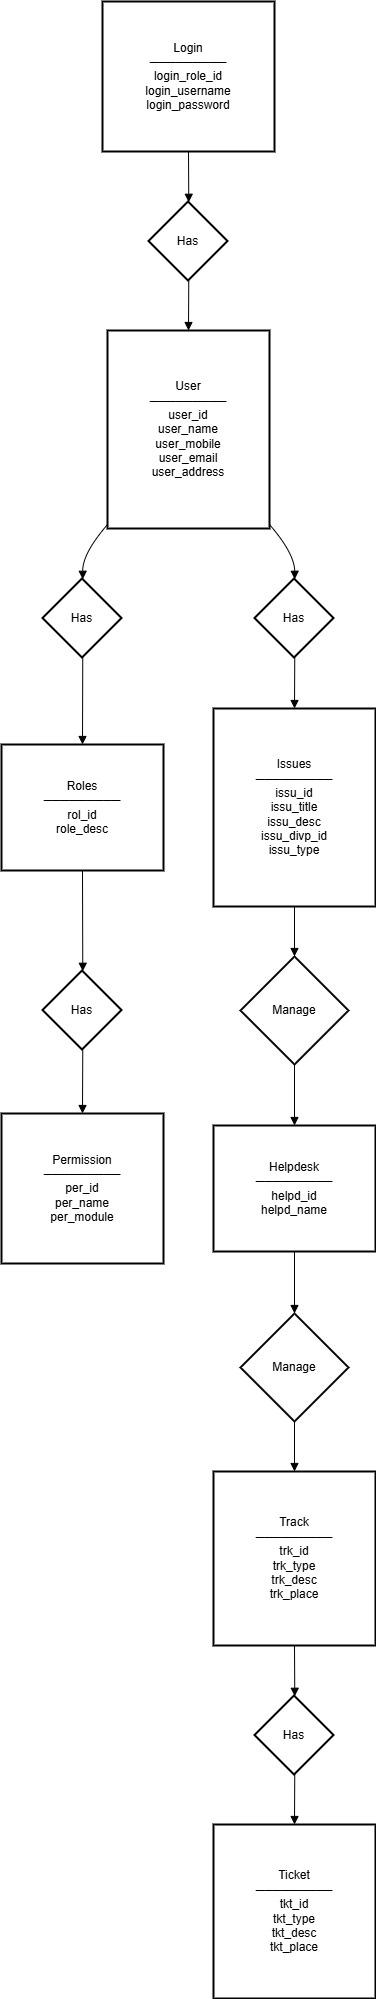 Login
login_role_id
login_username
login_password
Has
User
user_id
user_name
user_mobile
user_email
user_address
Has
Has
Roles
rol_id
role_desc
Issues
issu_id
issu_title
issu_desc
issu_divp_id
issu_type
Has
Manage
Permission
per_id
per_name
per_module
Helpdesk
helpd_id
helpd_name
Manage
Track
trk_id
trk_type
trk_desc
trk_place
Has
Ticket
tkt_id
tkt_type
tkt_desc
tkt_place